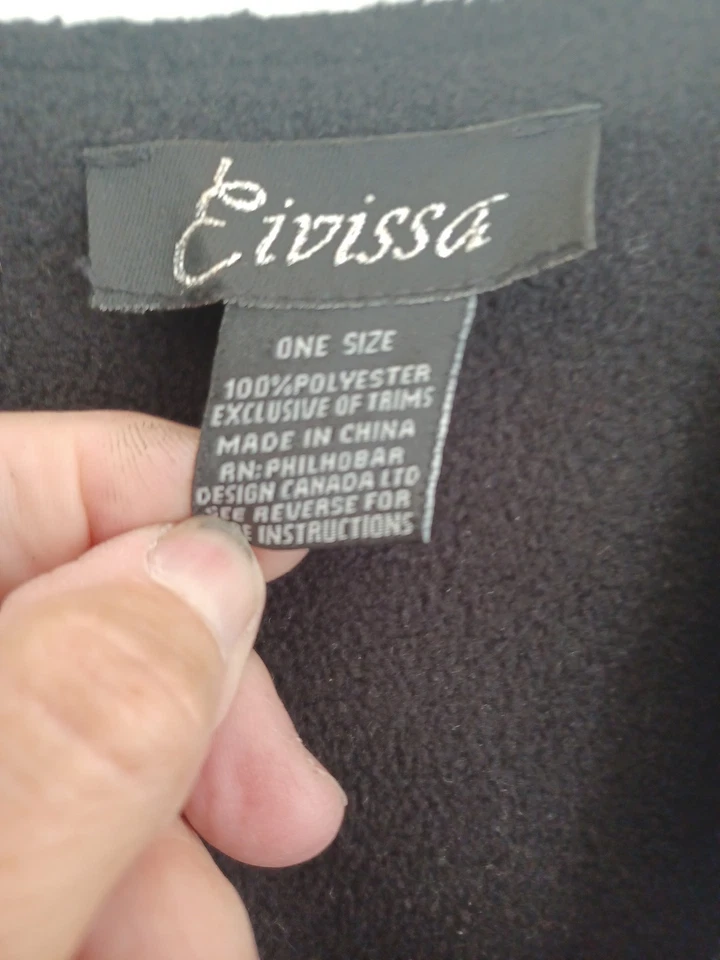 Eivissa
ONE SIZE
100%POLYESTER
EXCLUSIVE OF TRIMS
MADE IN CHINA
RN:PHILHOBAR
DESIGN CANADA LTD
SEE REVERSE FOR
INSTRUCTIONS